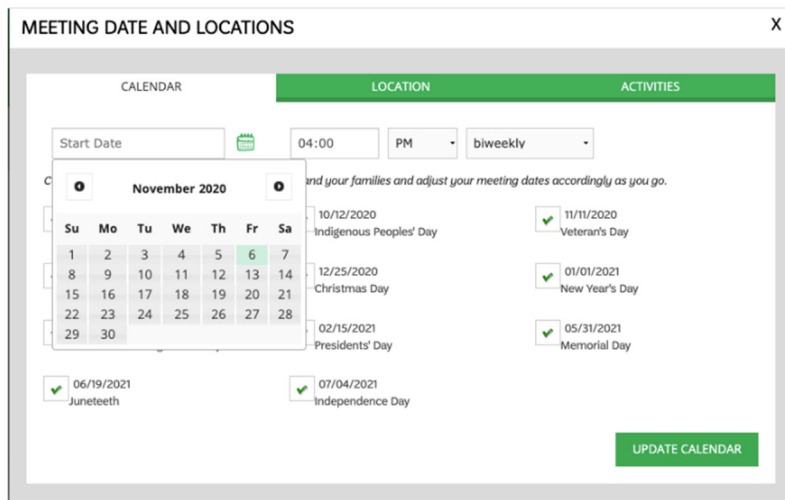 MEETING DATE AND LOCATIONS X
CALENDAR LOCATION ACTIVITIES
Start Date 04:00 PM biweekly
and your families and adjust your meeting dates accordingly as you go.
November 2020
Su Mo Tu We Th Fr Sa
1 2 3 4 5 6 7
8 9 10 11 12 13 14
15 16 17 18 19 20 21
22 23 24 25 26 27 28
29 30
10/12/2020
Indigenous Peoples' Day
11/11/2020
Veteran's Day
12/25/2020
Christmas Day
01/01/2021
New Year's Day
02/15/2021
Presidents' Day
05/31/2021
Memorial Day
06/19/2021
Juneteeth
07/04/2021
Independence Day
UPDATE CALENDAR